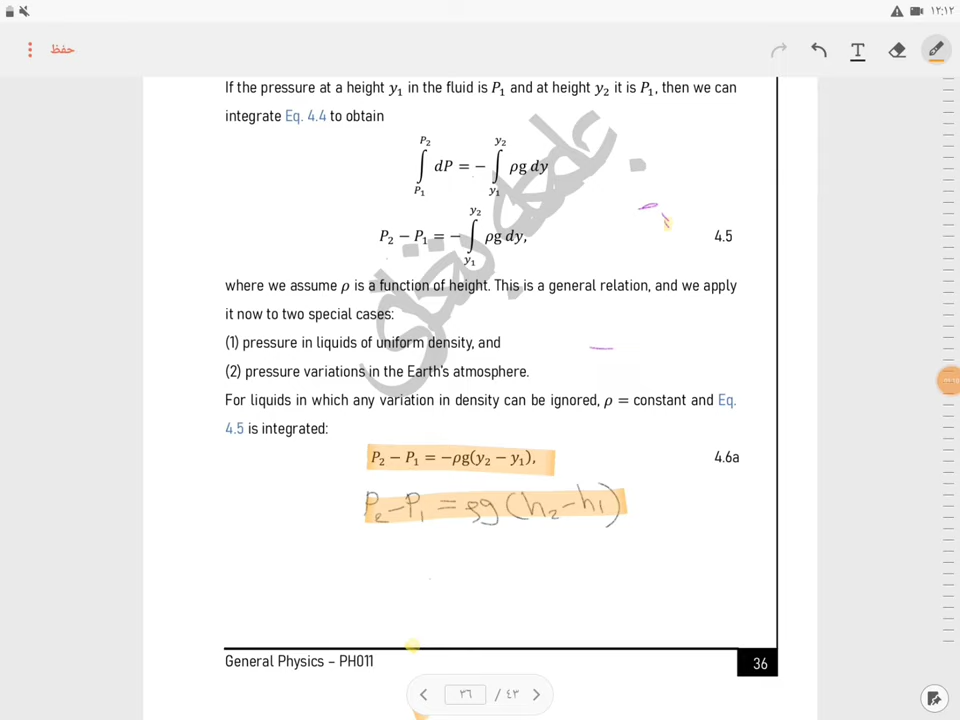 ١٢:١٢
حفظ
If the pressure at a height y₁ in the fluid is P₁ and at height y₂ it is P₁, then we can
integrate Eq. 4.4 to obtain
∫_{P₁}^{P₂} dP = − ∫_{y₁}^{y₂} ρg dy
P₂ − P₁ = − ∫_{y₁}^{y₂} ρg dy, 4.5
where we assume ρ is a function of height. This is a general relation, and we apply
it now to two special cases:
(1) pressure in liquids of uniform density, and
(2) pressure variations in the Earth's atmosphere.
For liquids in which any variation in density can be ignored, ρ = constant and Eq.
4.5 is integrated:
P₂ − P₁ = −ρg(y₂ − y₁), 4.6a
P₂ − P₁ = ρg (h₂ − h₁)
General Physics – PH011 36
٣٦ / ٤٣